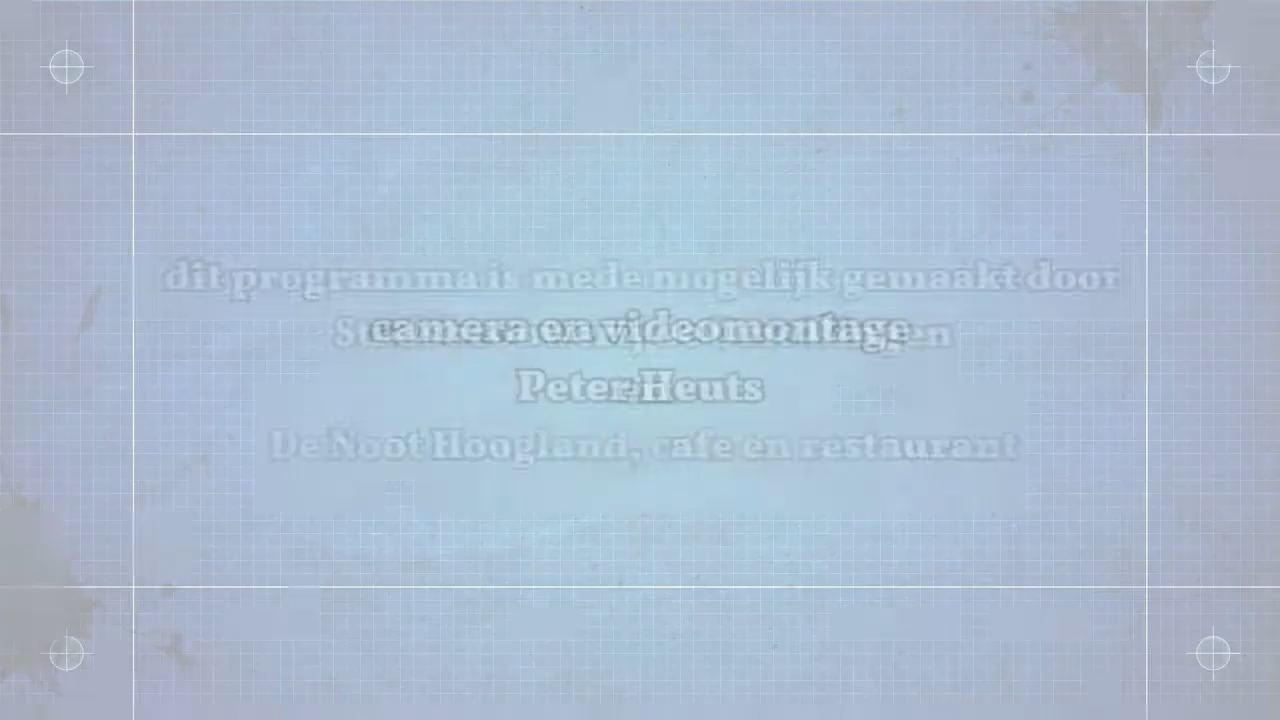 dit programma is mede mogelijk gemaakt door
camera en videomontage
Peter Heuts
De Noot Hoogland, cafe en restaurant